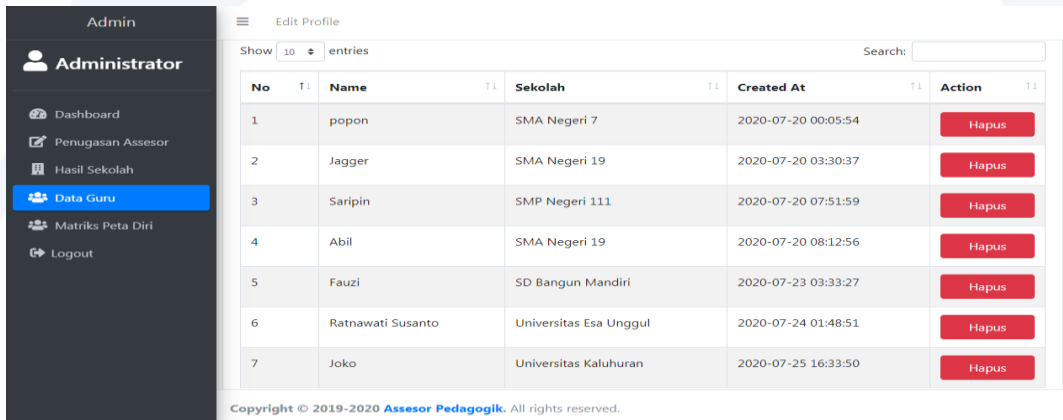 Admin
Edit Profile
Administrator
Dashboard
Penugasan Assesor
Hasil Sekolah
Data Guru
Matriks Peta Diri
Logout
Show 10 entries
Search:
No Name Sekolah Created At Action
1 popon SMA Negeri 7 2020-07-20 00:05:54 Hapus
2 Jagger SMA Negeri 19 2020-07-20 03:30:37 Hapus
3 Saripin SMP Negeri 111 2020-07-20 07:51:59 Hapus
4 Abil SMA Negeri 19 2020-07-20 08:12:56 Hapus
5 Fauzi SD Bangun Mandiri 2020-07-23 03:33:27 Hapus
6 Ratnawati Susanto Universitas Esa Unggul 2020-07-24 01:48:51 Hapus
7 Joko Universitas Kaluhuran 2020-07-25 16:33:50 Hapus
Copyright © 2019-2020 Assesor Pedagogik. All rights reserved.